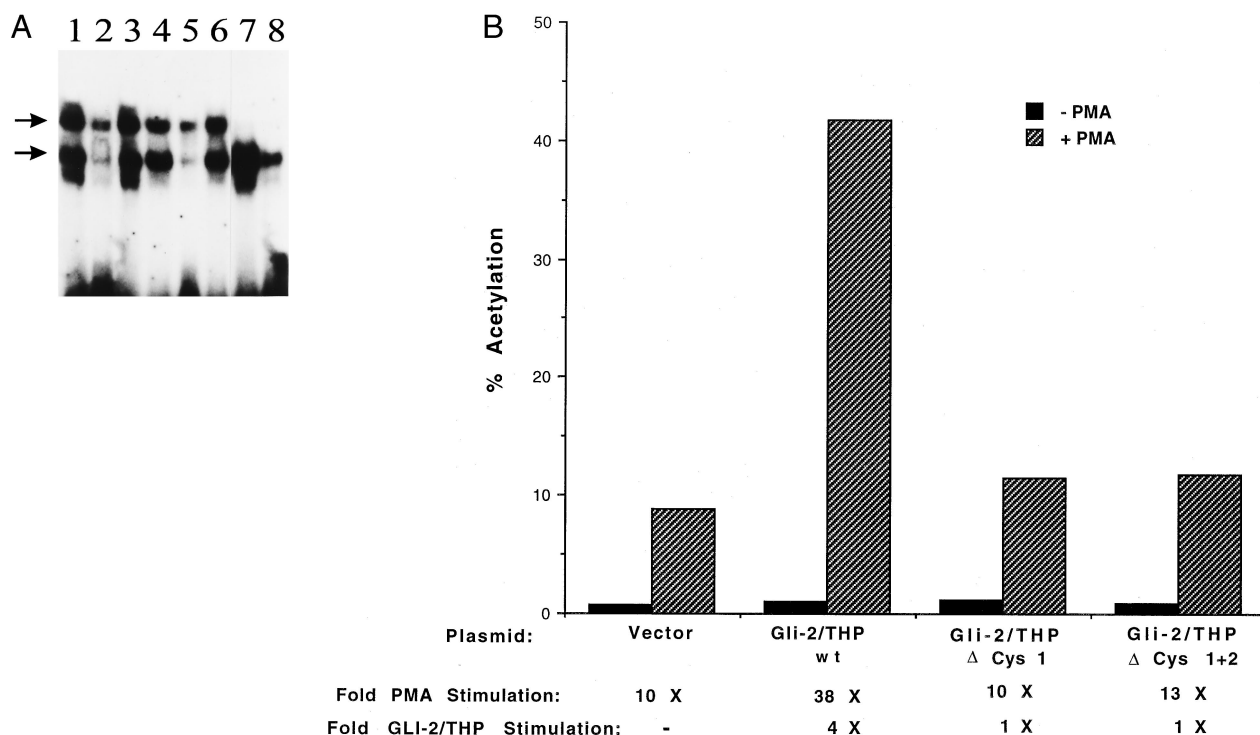 A
1 2 3 4 5 6 7 8
B
50
40
30
20
10
0
% Acetylation
- PMA
+ PMA
Plasmid: Vector Gli-2/THP Gli-2/THP Gli-2/THP
wt Δ Cys 1 Δ Cys 1+2
Fold PMA Stimulation: 10 X 38 X 10 X 13 X
Fold GLI-2/THP Stimulation: - 4 X 1 X 1 X